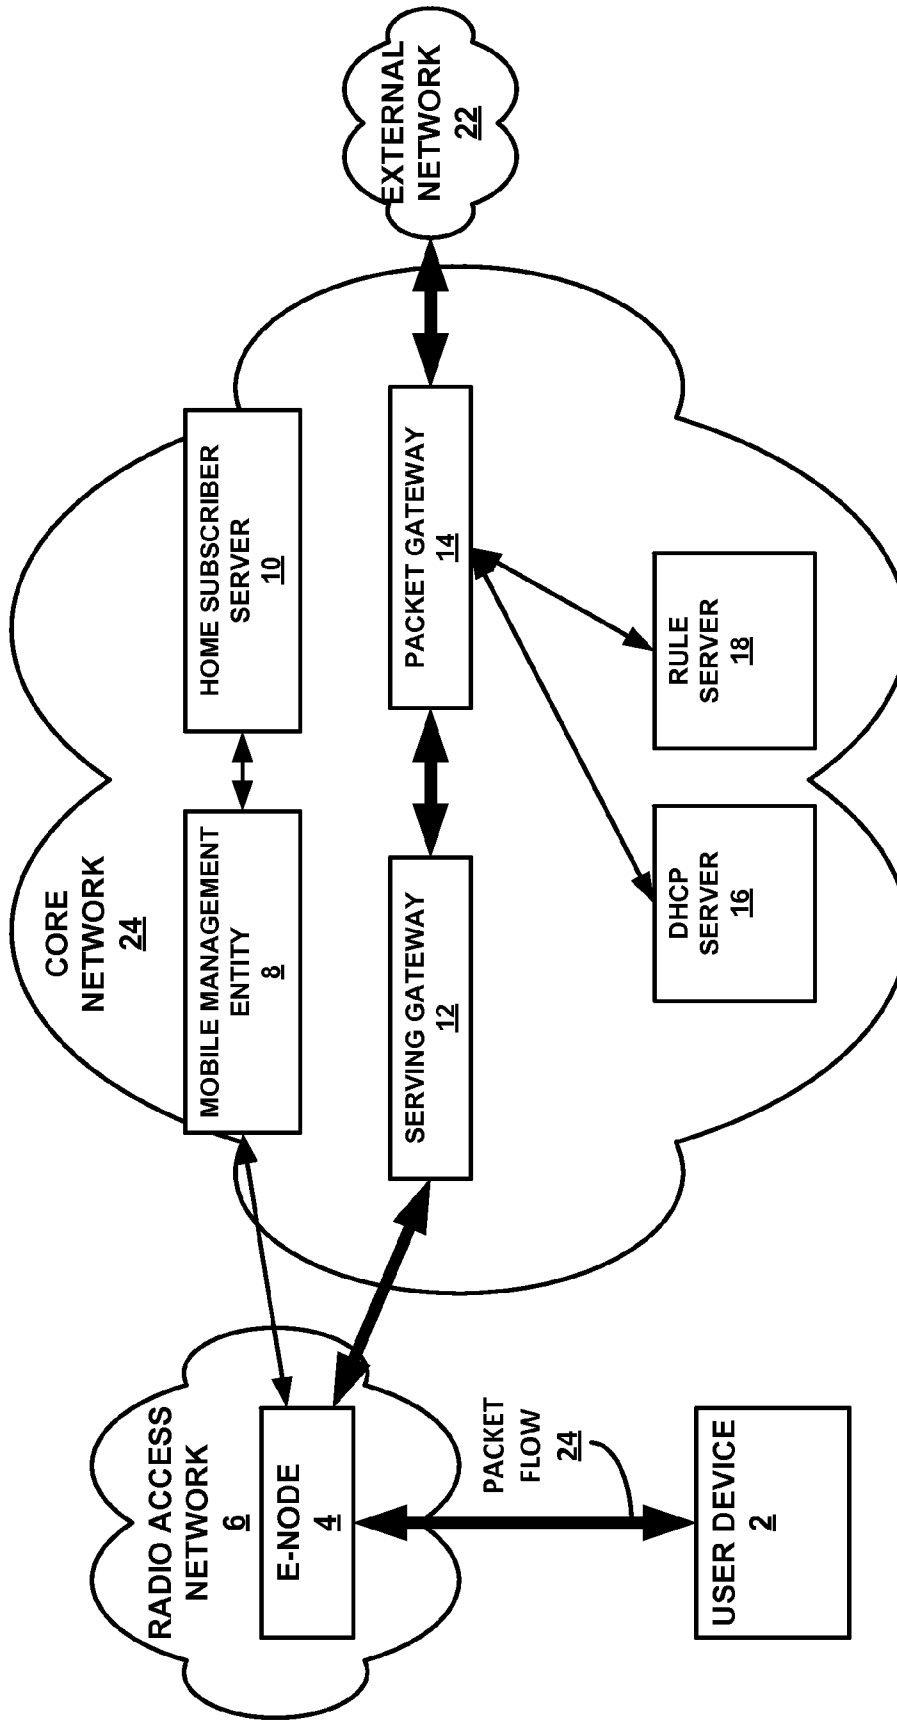 CORE
NETWORK
24
RADIO ACCESS
NETWORK
6
E-NODE
4
MOBILE MANAGEMENT
ENTITY
8
HOME SUBSCRIBER
SERVER
10
SERVING GATEWAY
12
PACKET GATEWAY
14
EXTERNAL
NETWORK
22
PACKET
FLOW
24
USER DEVICE
2
DHCP
SERVER
16
RULE
SERVER
18